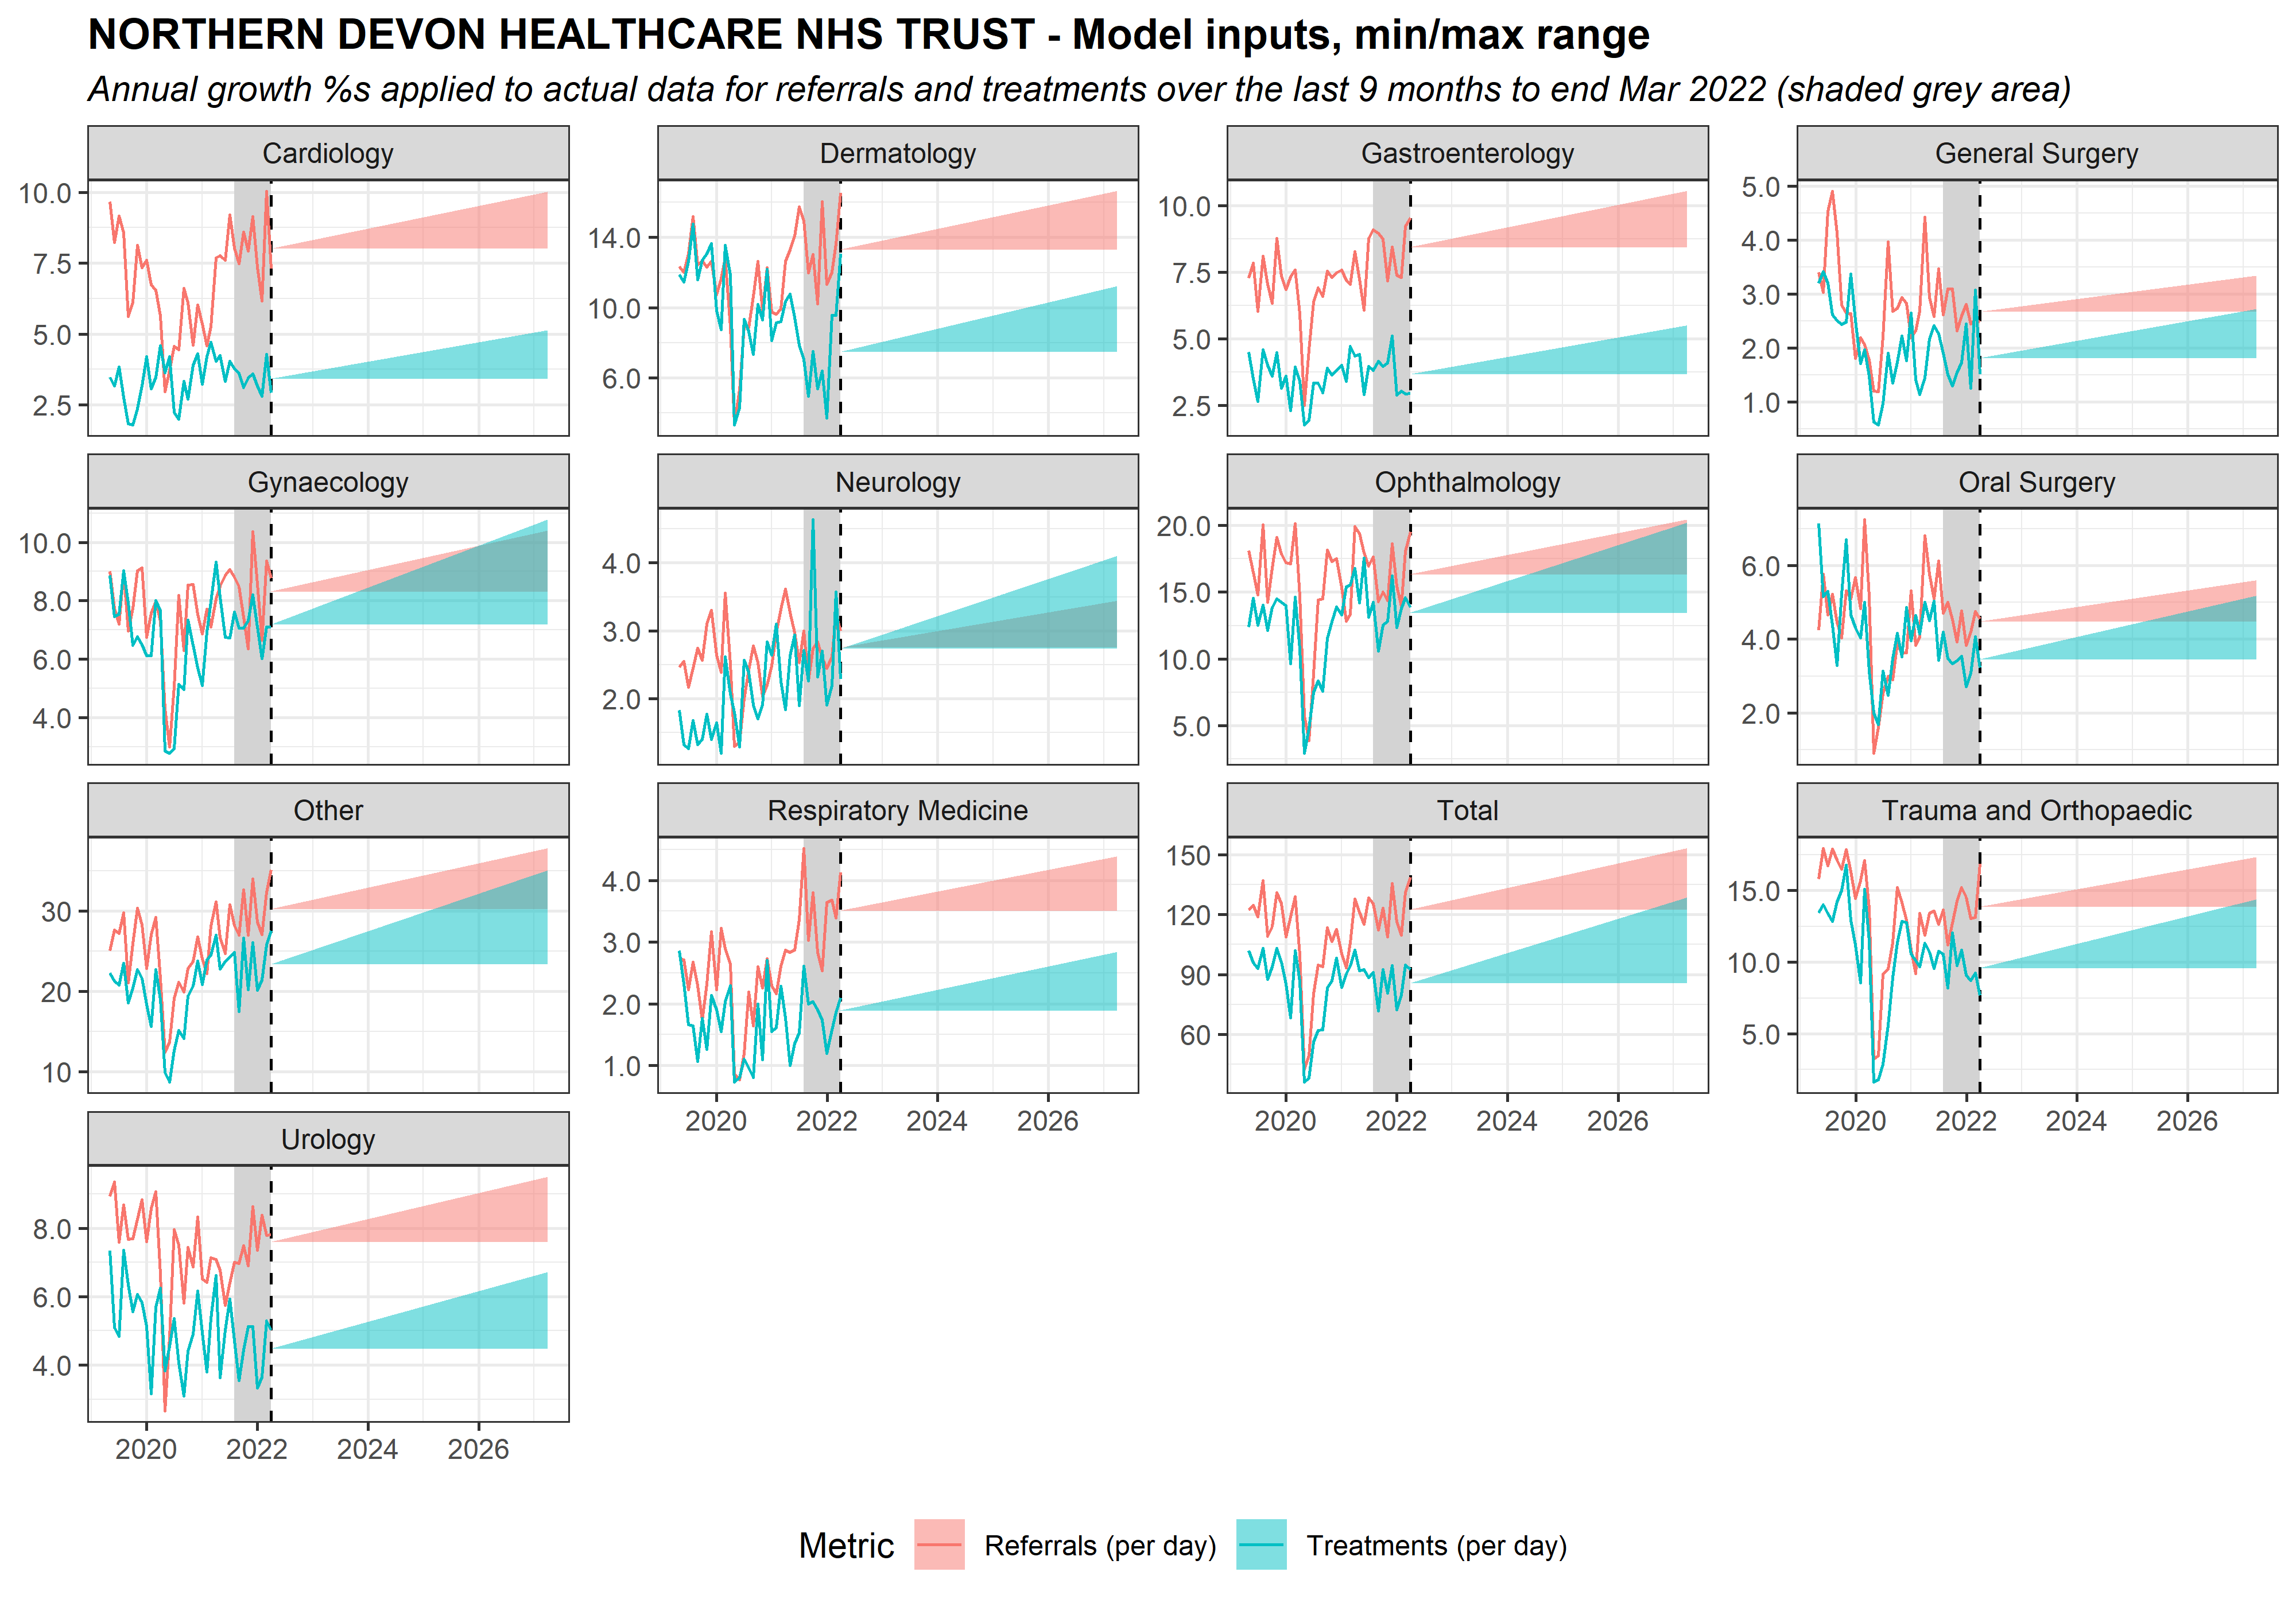 NORTHERN DEVON HEALTHCARE NHS TRUST - Model inputs, min/max range
Annual growth %s applied to actual data for referrals and treatments over the last 9 months to end Mar 2022 (shaded grey area)
Cardiology
10.0
7.5
5.0
2.5
Dermatology
14.0
10.0
6.0
Gastroenterology
10.0
7.5
5.0
2.5
General Surgery
5.0
4.0
3.0
2.0
1.0
Gynaecology
10.0
8.0
6.0
4.0
Neurology
4.0
3.0
2.0
Ophthalmology
20.0
15.0
10.0
5.0
Oral Surgery
6.0
4.0
2.0
Other
30
20
10
Respiratory Medicine
4.0
3.0
2.0
1.0
2020 2022 2024 2026
Total
150
120
90
60
2020 2022 2024 2026
Trauma and Orthopaedic
15.0
10.0
5.0
2020 2022 2024 2026
Urology
8.0
6.0
4.0
2020 2022 2024 2026
Metric Referrals (per day) Treatments (per day)